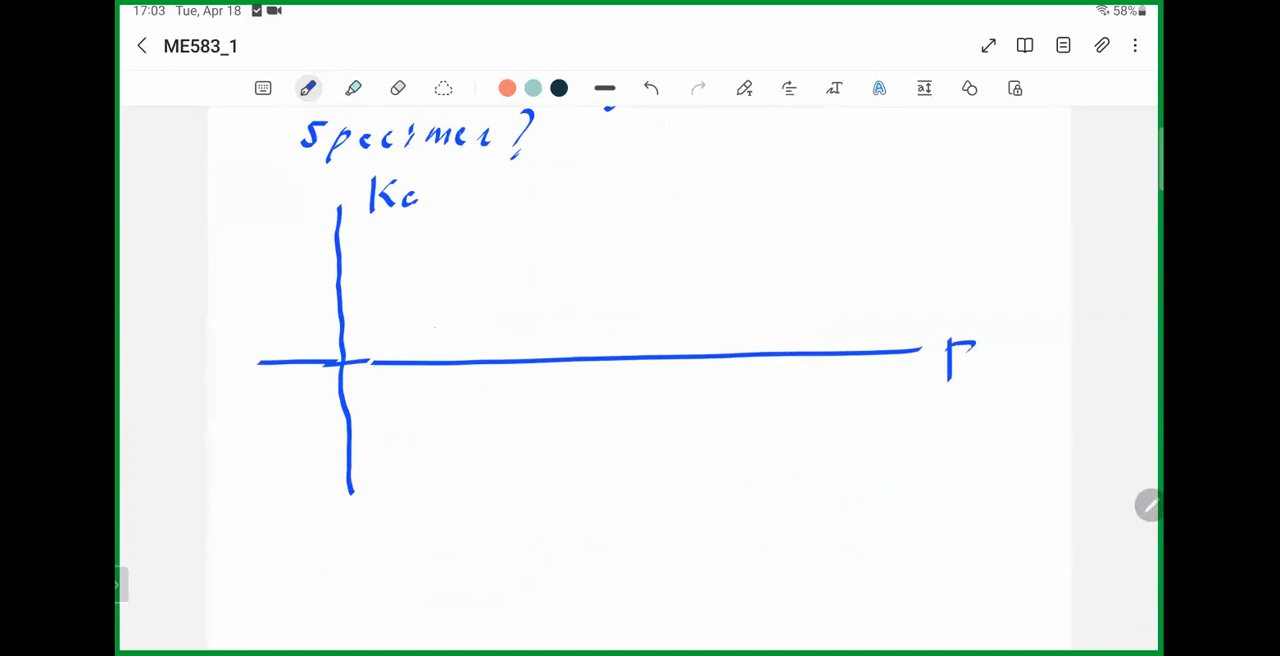 17:03 Tue, Apr 18 58%
ME583_1
specimen?
Kc
r